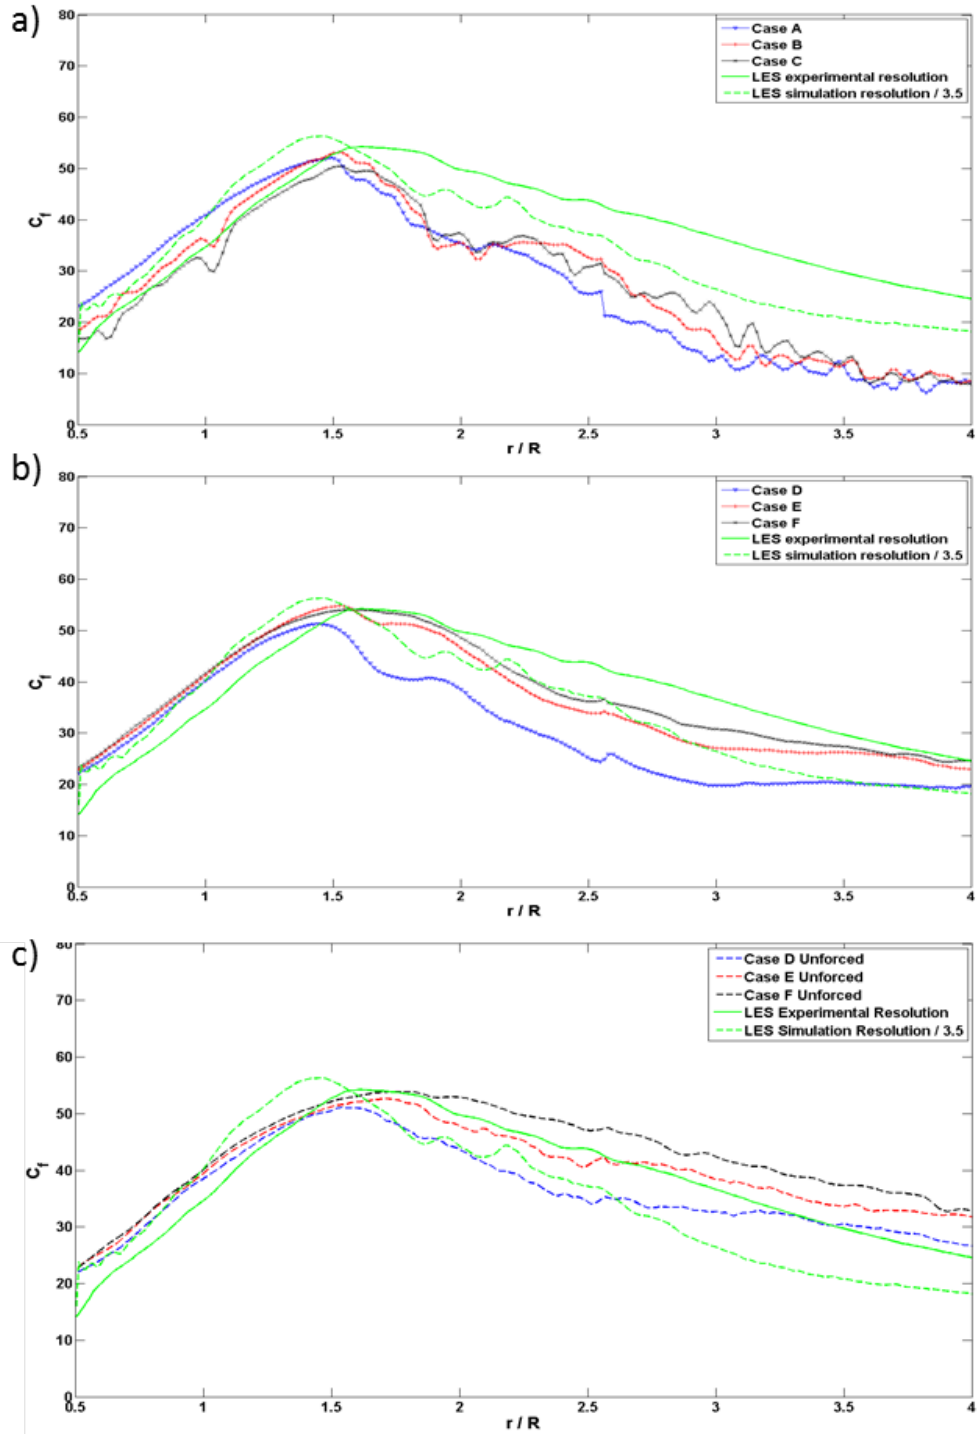 a)
80
70
60
50
40
30
20
10
0
C_f
0.5 1 1.5 2 2.5 3 3.5 4
r / R
Case A
Case B
Case C
LES experimental resolution
LES simulation resolution / 3.5
b)
80
70
60
50
40
30
20
10
0
C_f
0.5 1 1.5 2 2.5 3 3.5 4
r / R
Case D
Case E
Case F
LES experimental resolution
LES simulation resolution / 3.5
c)
80
70
60
50
40
30
20
10
0
C_f
0.5 1 1.5 2 2.5 3 3.5 4
r / R
Case D Unforced
Case E Unforced
Case F Unforced
LES Experimental Resolution
LES Simulation Resolution / 3.5